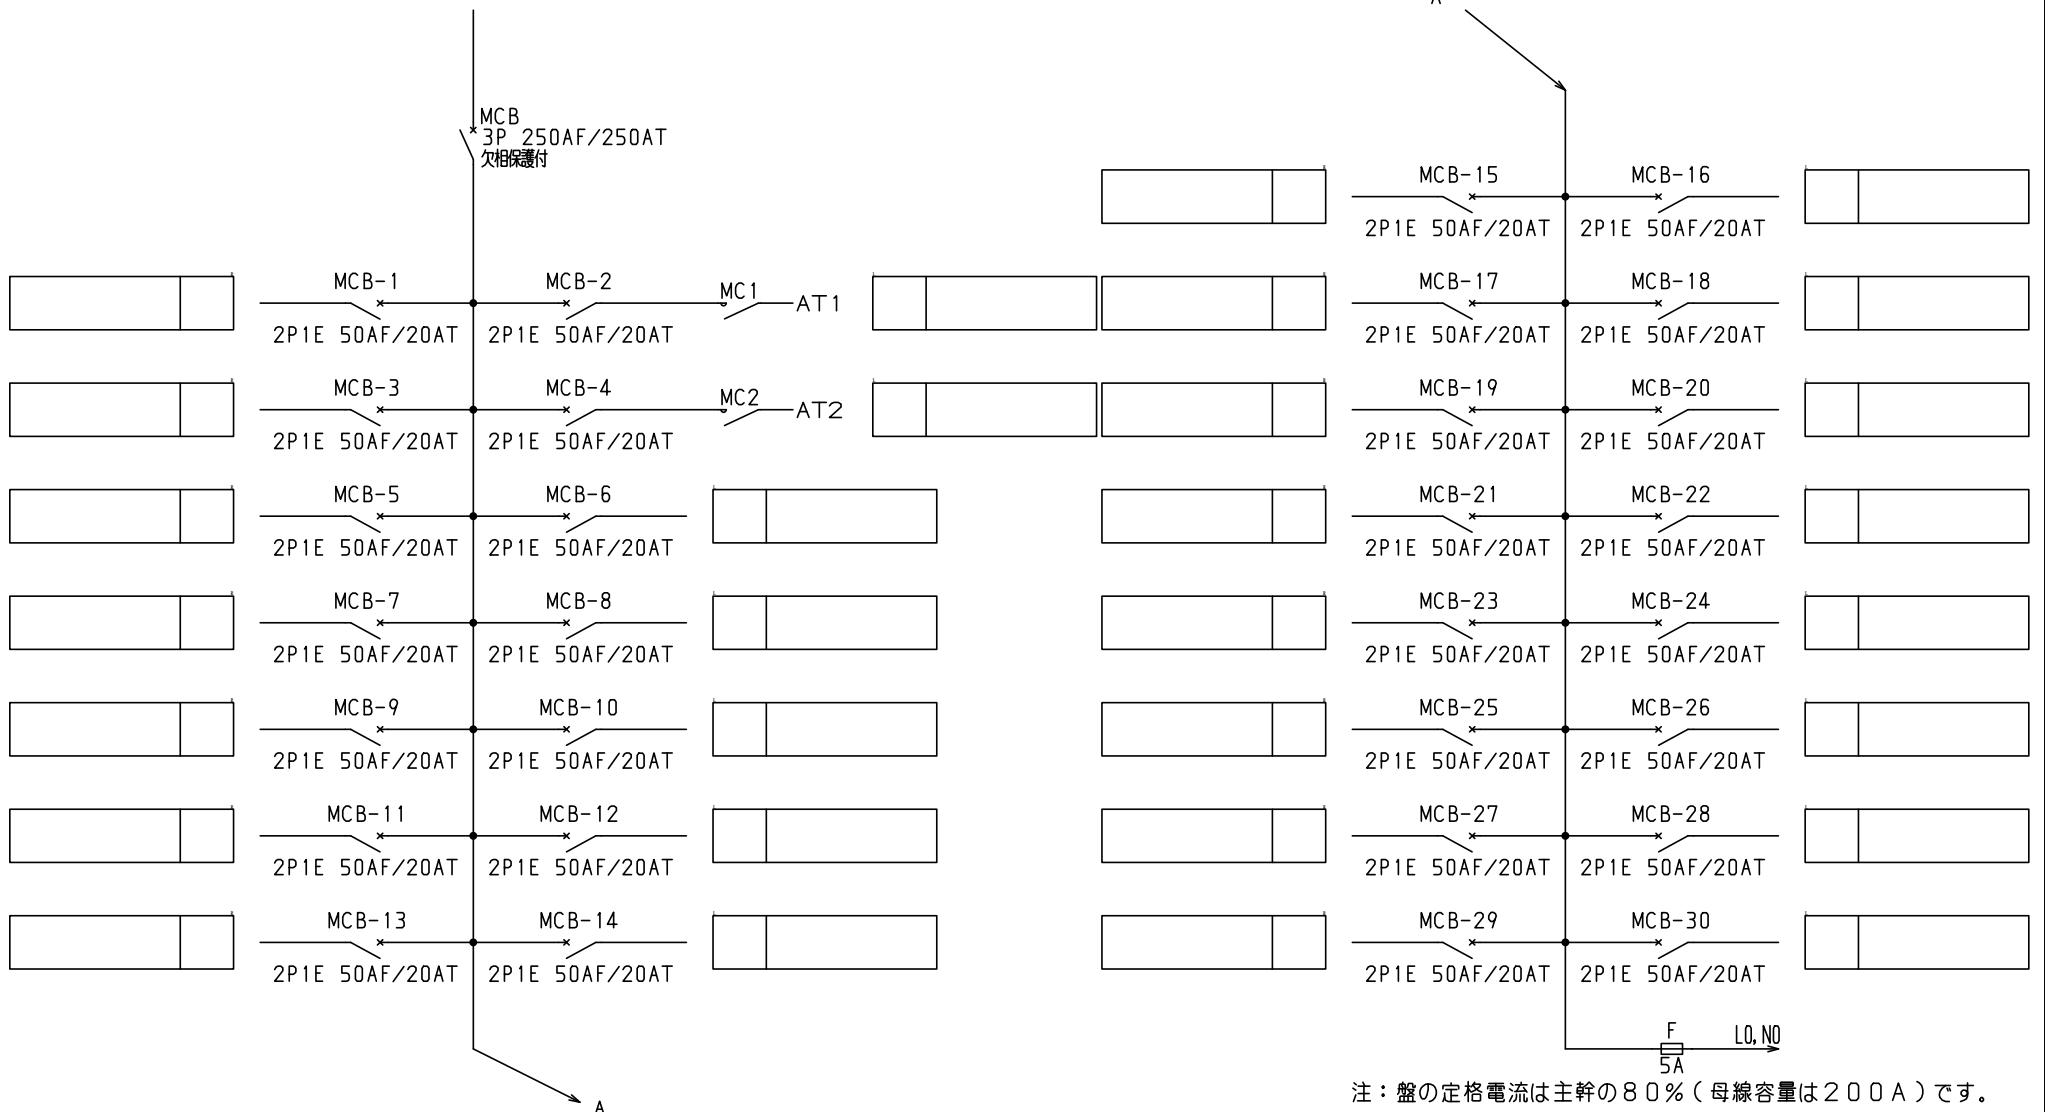 MCB
3P 250AF/250AT
欠相保護付
MCB-1 MCB-2 MC1 AT1
2P1E 50AF/20AT 2P1E 50AF/20AT
MCB-3 MCB-4 MC2 AT2
2P1E 50AF/20AT 2P1E 50AF/20AT
MCB-5 MCB-6
2P1E 50AF/20AT 2P1E 50AF/20AT
MCB-7 MCB-8
2P1E 50AF/20AT 2P1E 50AF/20AT
MCB-9 MCB-10
2P1E 50AF/20AT 2P1E 50AF/20AT
MCB-11 MCB-12
2P1E 50AF/20AT 2P1E 50AF/20AT
MCB-13 MCB-14
2P1E 50AF/20AT 2P1E 50AF/20AT
A
A
MCB-15 MCB-16
2P1E 50AF/20AT 2P1E 50AF/20AT
MCB-17 MCB-18
2P1E 50AF/20AT 2P1E 50AF/20AT
MCB-19 MCB-20
2P1E 50AF/20AT 2P1E 50AF/20AT
MCB-21 MCB-22
2P1E 50AF/20AT 2P1E 50AF/20AT
MCB-23 MCB-24
2P1E 50AF/20AT 2P1E 50AF/20AT
MCB-25 MCB-26
2P1E 50AF/20AT 2P1E 50AF/20AT
MCB-27 MCB-28
2P1E 50AF/20AT 2P1E 50AF/20AT
MCB-29 MCB-30
2P1E 50AF/20AT 2P1E 50AF/20AT
F L0,N0
5A
注：盤の定格電流は主幹の８０％（母線容量は２００Ａ）です。